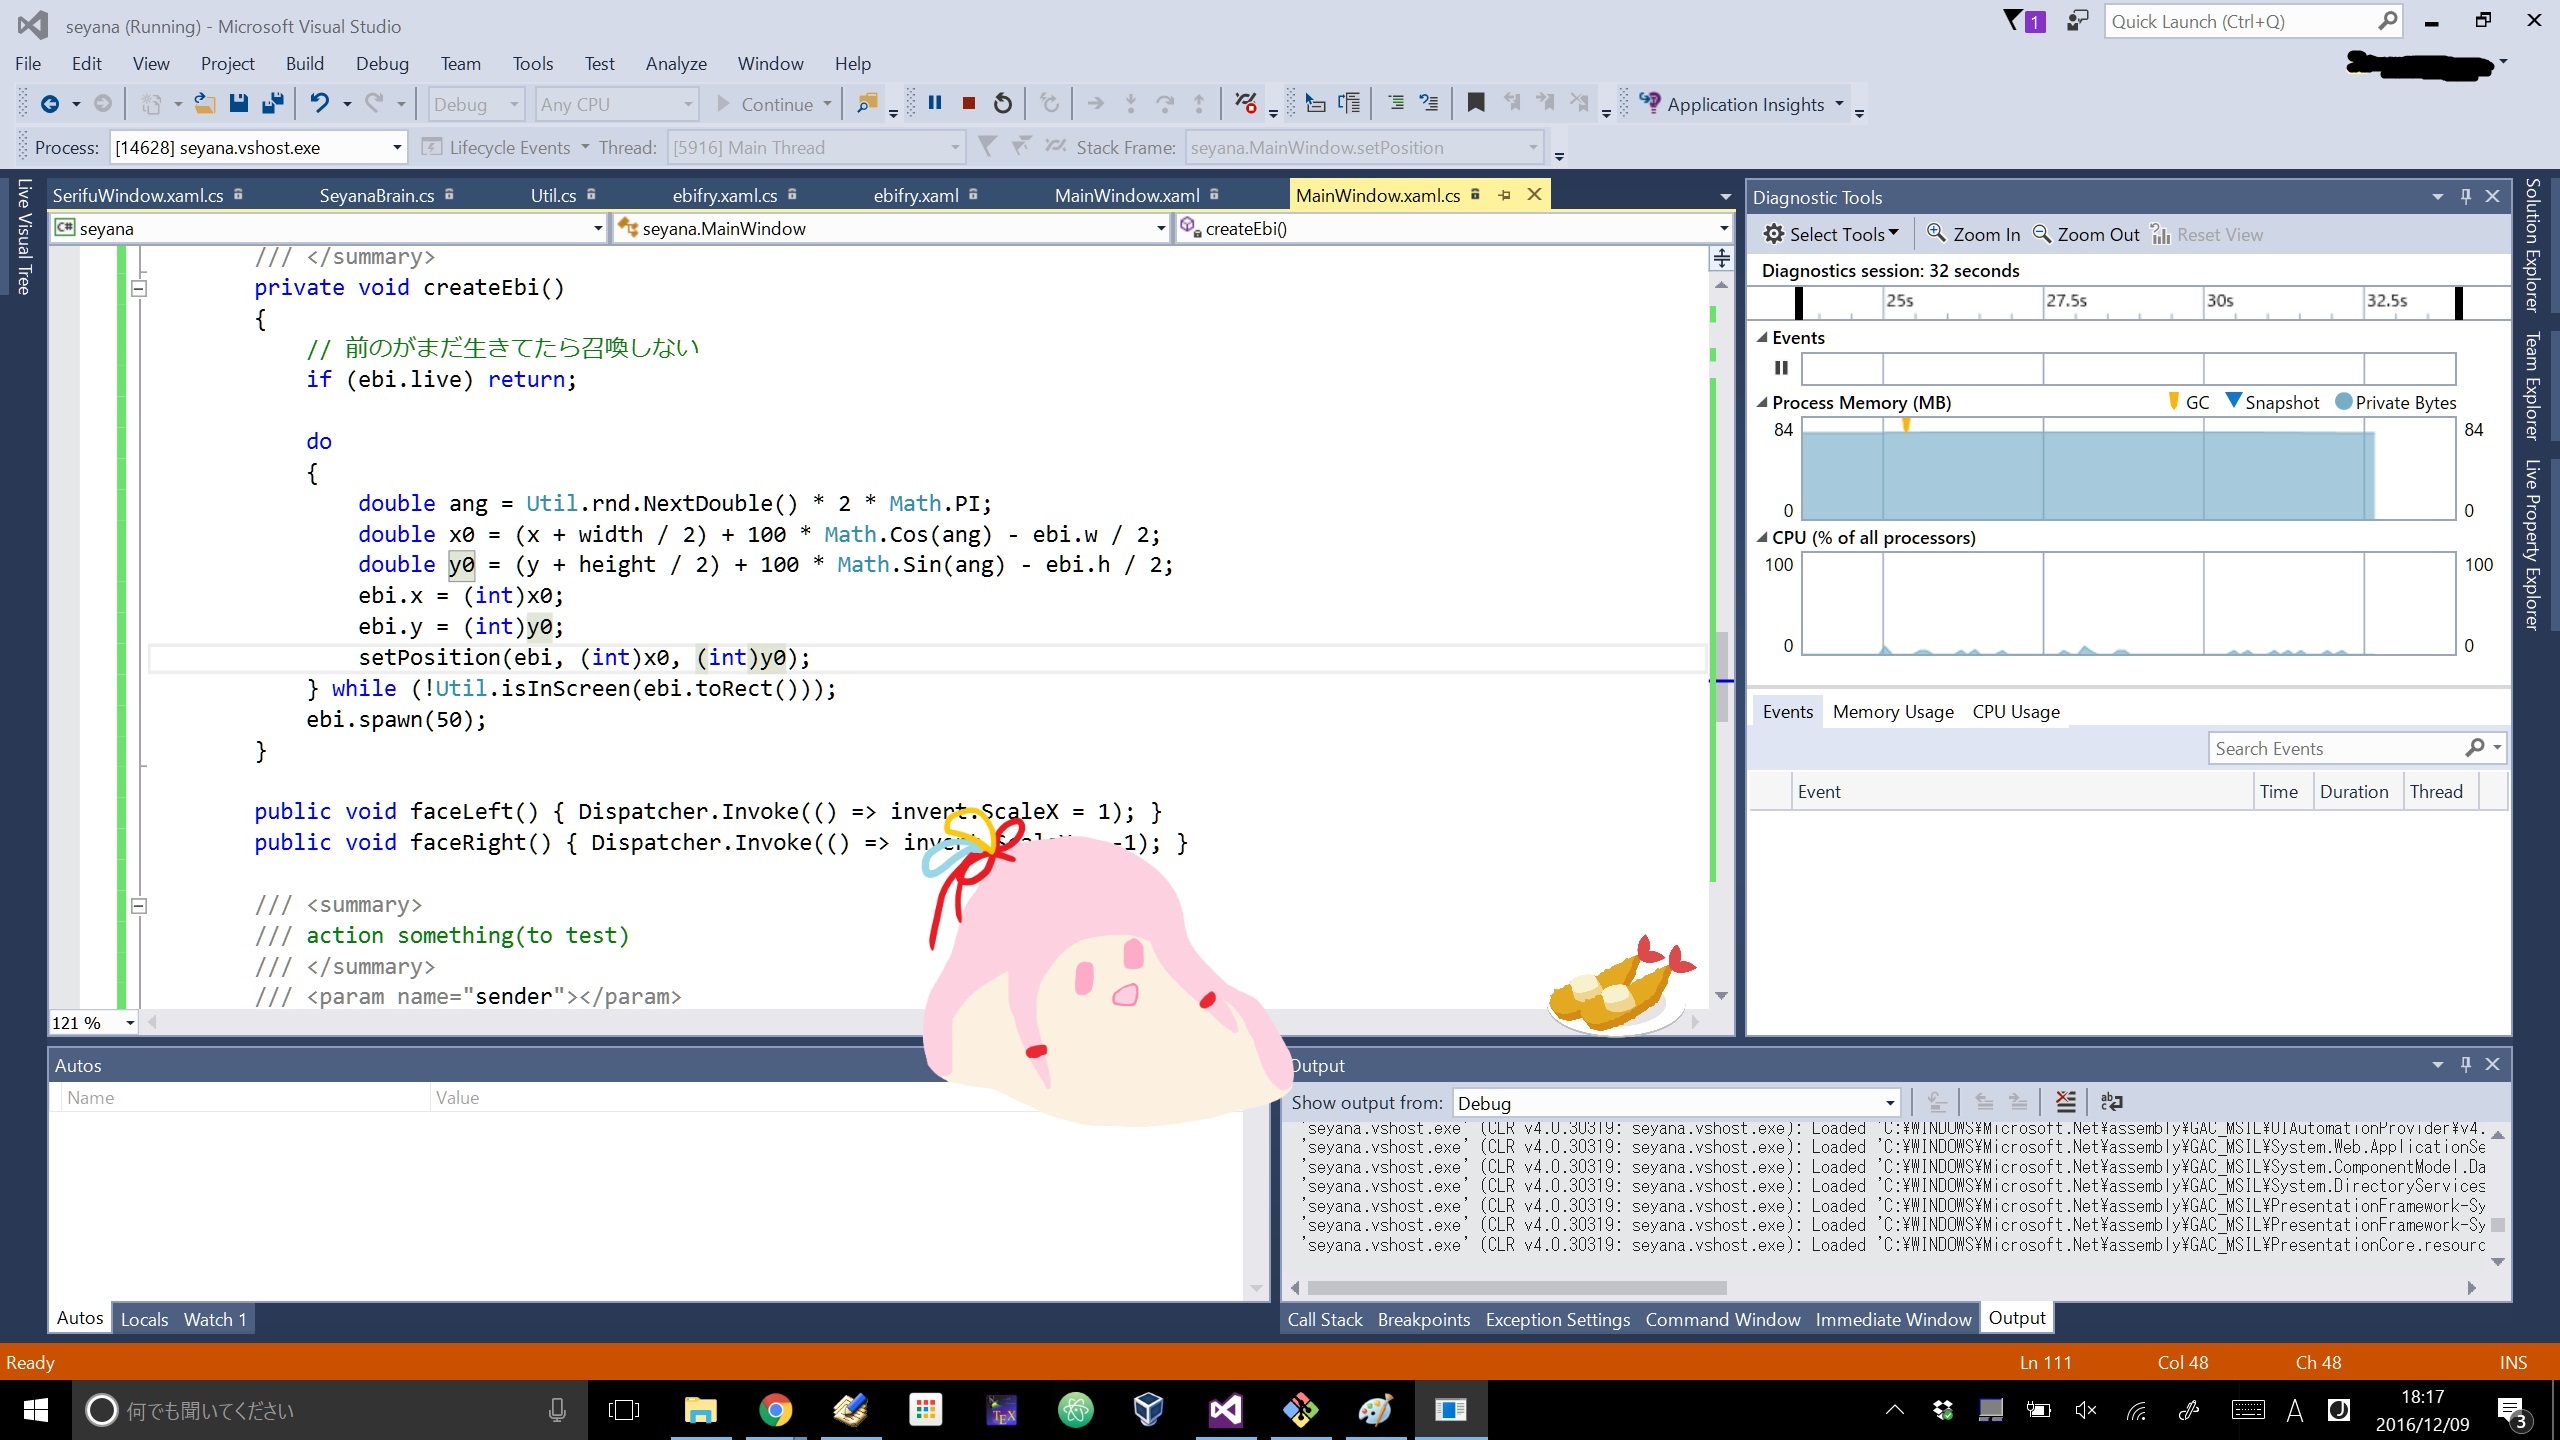 seyana (Running) - Microsoft Visual Studio
1
Quick Launch (Ctrl+Q)
File Edit View Project Build Debug Team Tools Test Analyze Window Help
Debug Any CPU Continue Application Insights
Process: [14628] seyana.vshost.exe Lifecycle Events Thread: [5916] Main Thread Stack Frame: seyana.MainWindow.setPosition
Live Visual Tree
SerifuWindow.xaml.cs SeyanaBrain.cs Util.cs ebifry.xaml.cs ebifry.xaml MainWindow.xaml MainWindow.xaml.cs
C# seyana seyana.MainWindow createEbi()
/// </summary>
private void createEbi()
{
// 前のがまだ生きてたら召喚しない
if (ebi.live) return;
do
{
double ang = Util.rnd.NextDouble() * 2 * Math.PI;
double x0 = (x + width / 2) + 100 * Math.Cos(ang) - ebi.w / 2;
double y0 = (y + height / 2) + 100 * Math.Sin(ang) - ebi.h / 2;
ebi.x = (int)x0;
ebi.y = (int)y0;
setPosition(ebi, (int)x0, (int)y0);
} while (!Util.isInScreen(ebi.toRect()));
ebi.spawn(50);
}
public void faceLeft() { Dispatcher.Invoke(() => invert.ScaleX = 1); }
public void faceRight() { Dispatcher.Invoke(() => -1); }
/// <summary>
/// action something(to test)
/// </summary>
/// <param name="sender"></param>
121 %
Diagnostic Tools
Select Tools Zoom In Zoom Out Reset View
Diagnostics session: 32 seconds
25s 27.5s 30s 32.5s
Events
Process Memory (MB) GC Snapshot Private Bytes
84 84
0 0
CPU (% of all processors)
100 100
0 0
Events Memory Usage CPU Usage
Search Events
Event Time Duration Thread
Solution Explorer
Team Explorer
Live Property Explorer
Autos
Name Value
Autos Locals Watch 1
Output
Show output from: Debug
'seyana.vshost.exe' (CLR v4.0.30319: seyana.vshost.exe): Loaded 'C:¥WINDOWS¥Microsoft.Net¥assembly¥GAC_MSIL¥UIAutomationProvider¥v4.
'seyana.vshost.exe' (CLR v4.0.30319: seyana.vshost.exe): Loaded 'C:¥WINDOWS¥Microsoft.Net¥assembly¥GAC_MSIL¥System.Web.ApplicationSe
'seyana.vshost.exe' (CLR v4.0.30319: seyana.vshost.exe): Loaded 'C:¥WINDOWS¥Microsoft.Net¥assembly¥GAC_MSIL¥System.ComponentModel.Da
'seyana.vshost.exe' (CLR v4.0.30319: seyana.vshost.exe): Loaded 'C:¥WINDOWS¥Microsoft.Net¥assembly¥GAC_MSIL¥System.DirectoryServices
'seyana.vshost.exe' (CLR v4.0.30319: seyana.vshost.exe): Loaded 'C:¥WINDOWS¥Microsoft.Net¥assembly¥GAC_MSIL¥PresentationFramework-Sy
'seyana.vshost.exe' (CLR v4.0.30319: seyana.vshost.exe): Loaded 'C:¥WINDOWS¥Microsoft.Net¥assembly¥GAC_MSIL¥PresentationFramework-Sy
'seyana.vshost.exe' (CLR v4.0.30319: seyana.vshost.exe): Loaded 'C:¥WINDOWS¥Microsoft.Net¥assembly¥GAC_MSIL¥PresentationCore.resourc
Call Stack Breakpoints Exception Settings Command Window Immediate Window Output
Ready Ln 111 Col 48 Ch 48 INS
何でも聞いてください TEX A J 18:17
2016/12/09 3